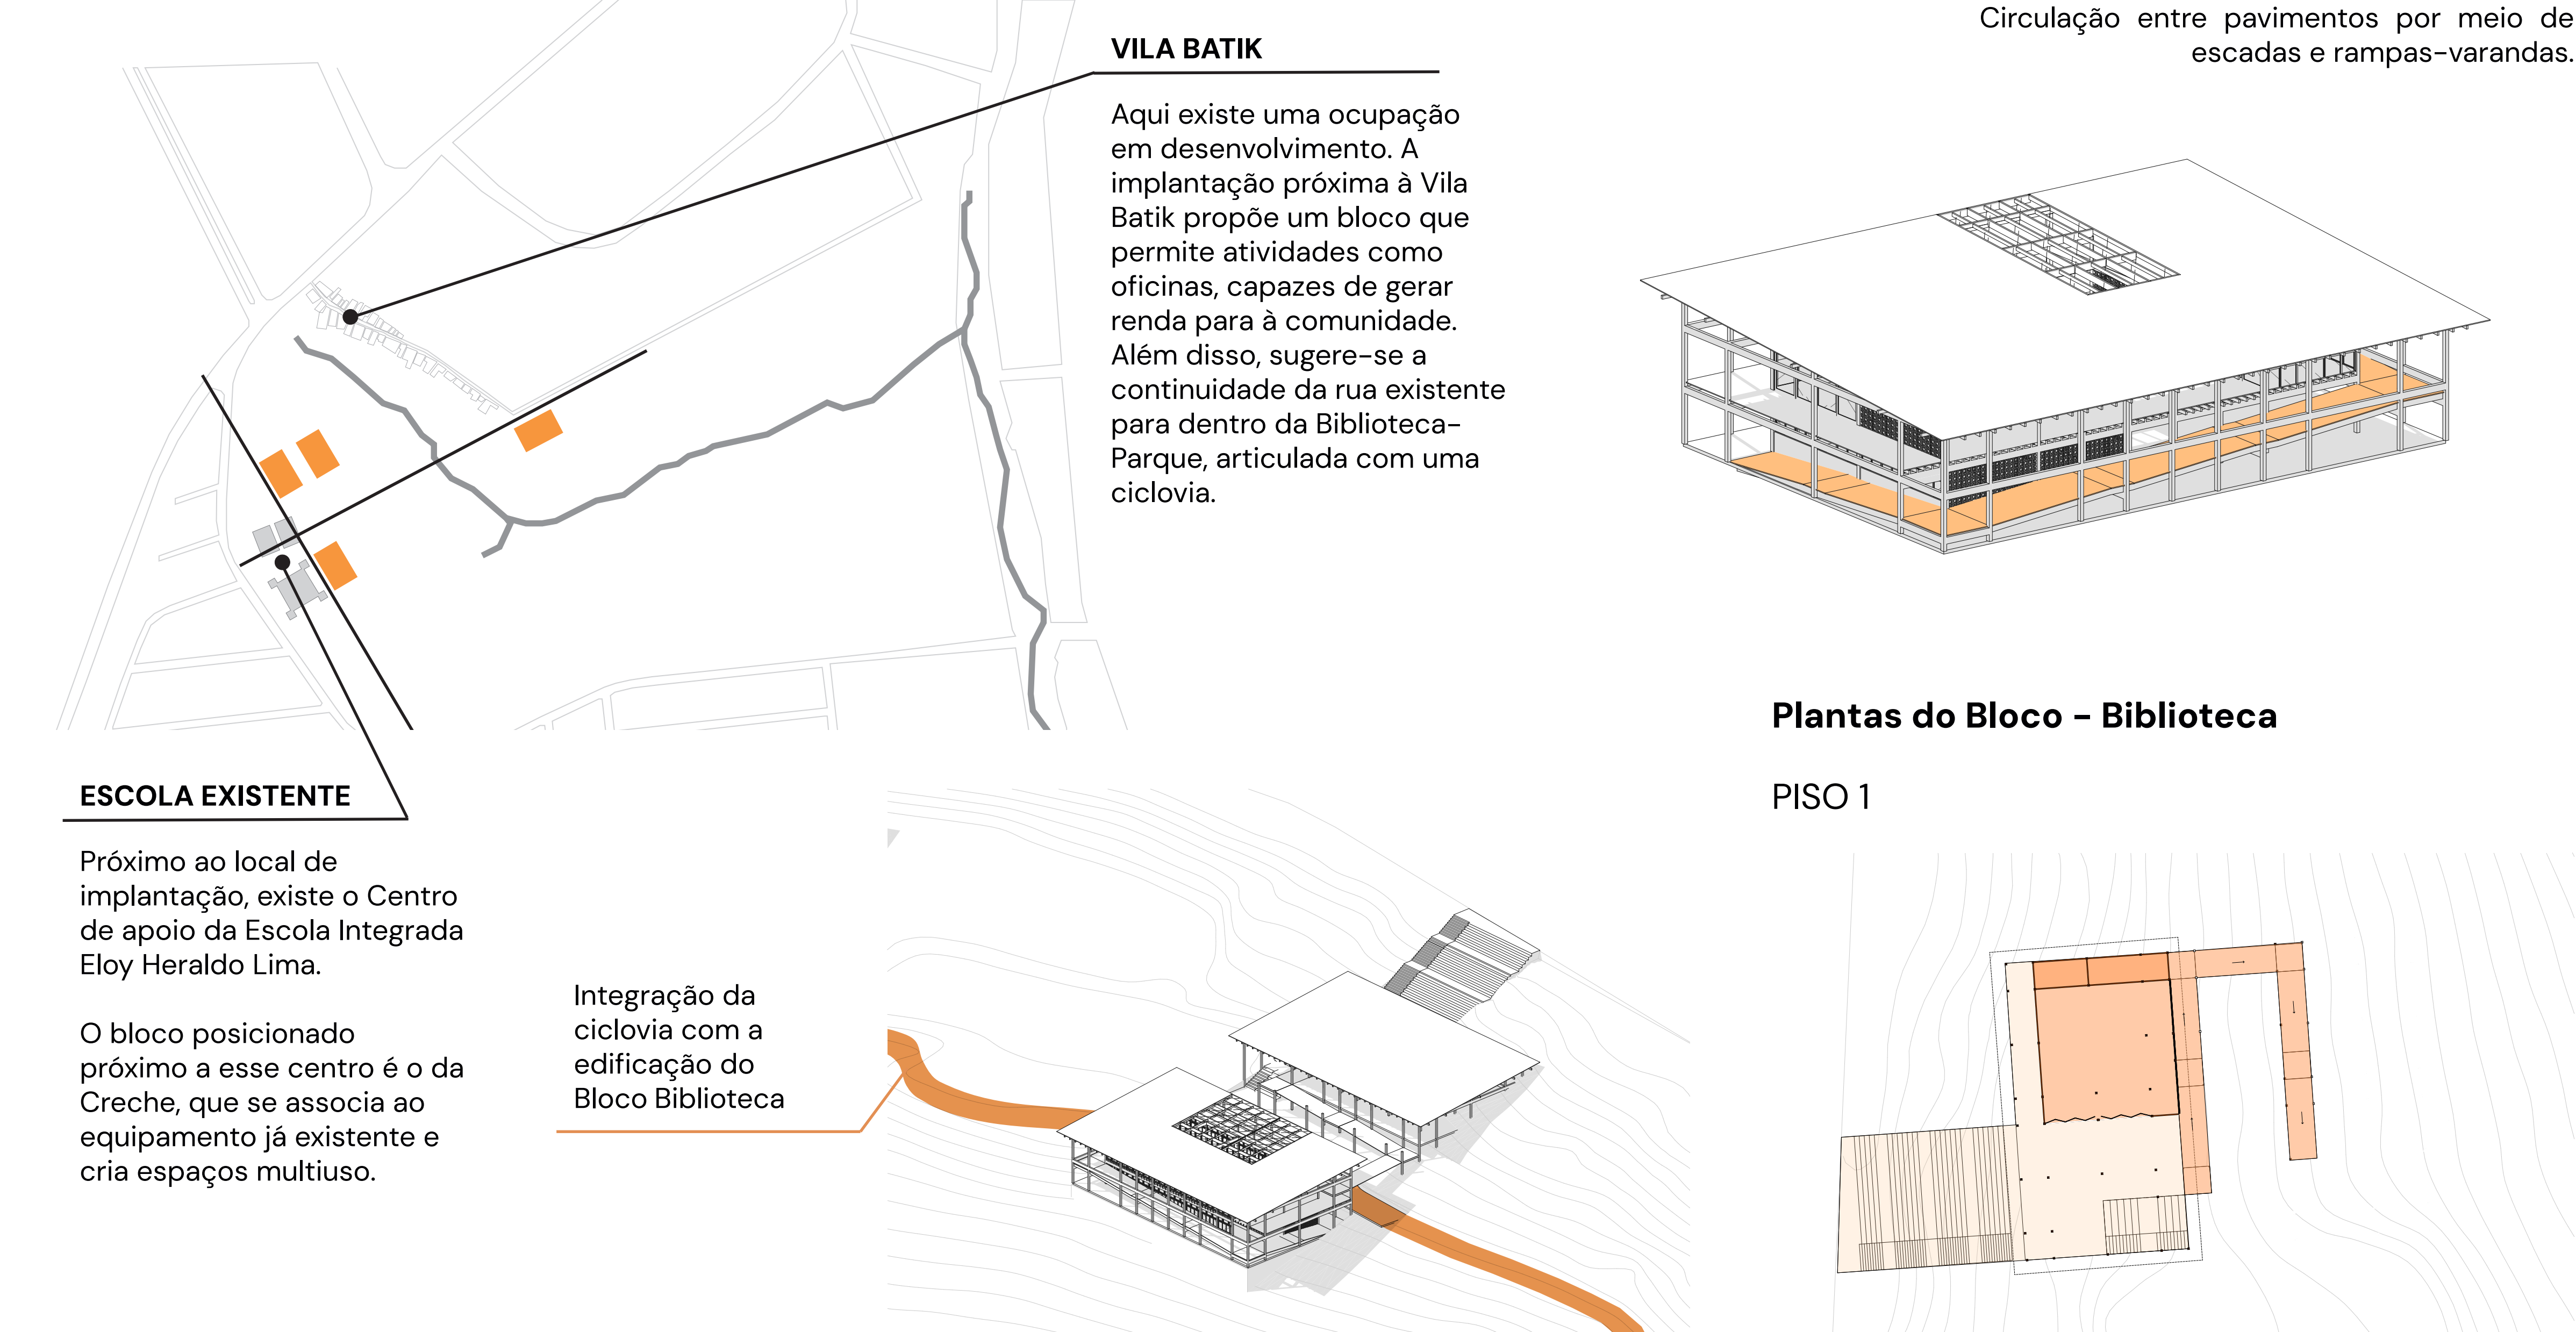 VILA BATIK
Aqui existe uma ocupação
em desenvolvimento. A
implantação próxima à Vila
Batik propõe um bloco que
permite atividades como
oficinas, capazes de gerar
renda para à comunidade.
Além disso, sugere-se a
continuidade da rua existente
para dentro da Biblioteca-
Parque, articulada com uma
ciclovia.
ESCOLA EXISTENTE
Próximo ao local de
implantação, existe o Centro
de apoio da Escola Integrada
Eloy Heraldo Lima.
O bloco posicionado
próximo a esse centro é o da
Creche, que se associa ao
equipamento já existente e
cria espaços multiuso.
Integração da
ciclovia com a
edificação do
Bloco Biblioteca
Circulação entre pavimentos por meio de
escadas e rampas-varandas.
Plantas do Bloco - Biblioteca
PISO 1